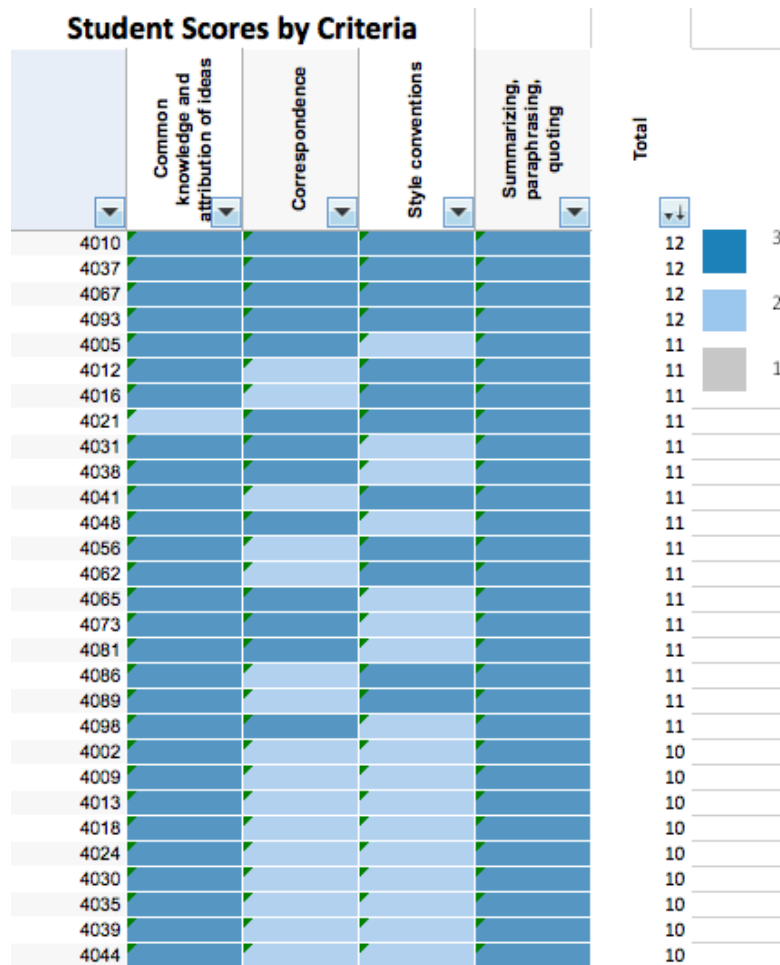 Student Scores by Criteria
Common
knowledge and
attribution of ideas
Correspondence
Style conventions
Summarizing,
paraphrasing,
quoting
Total
4010 12 3
4037 12
4067 12 2
4093 12
4005 11
4012 11 1
4016 11
4021 11
4031 11
4038 11
4041 11
4048 11
4056 11
4062 11
4065 11
4073 11
4081 11
4086 11
4089 11
4098 11
4002 10
4009 10
4013 10
4018 10
4024 10
4030 10
4035 10
4039 10
4044 10